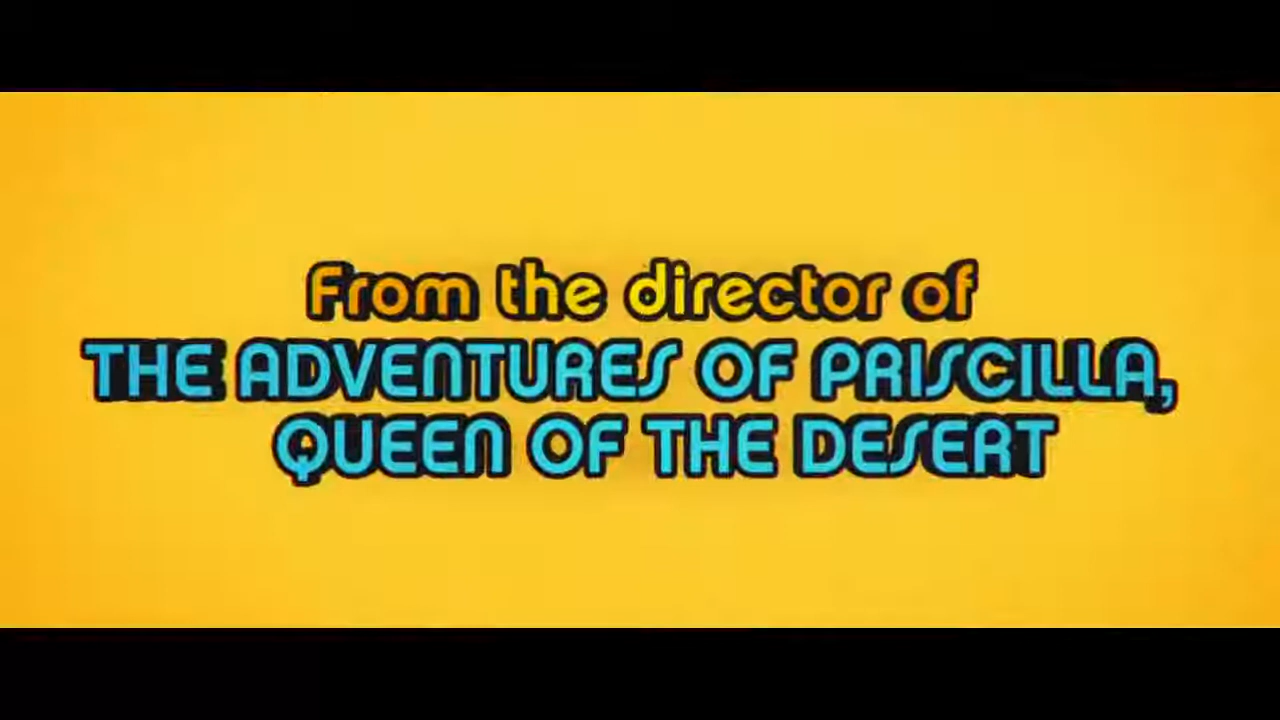 From the director of
THE ADVENTURES OF PRISCILLA,
QUEEN OF THE DESERT